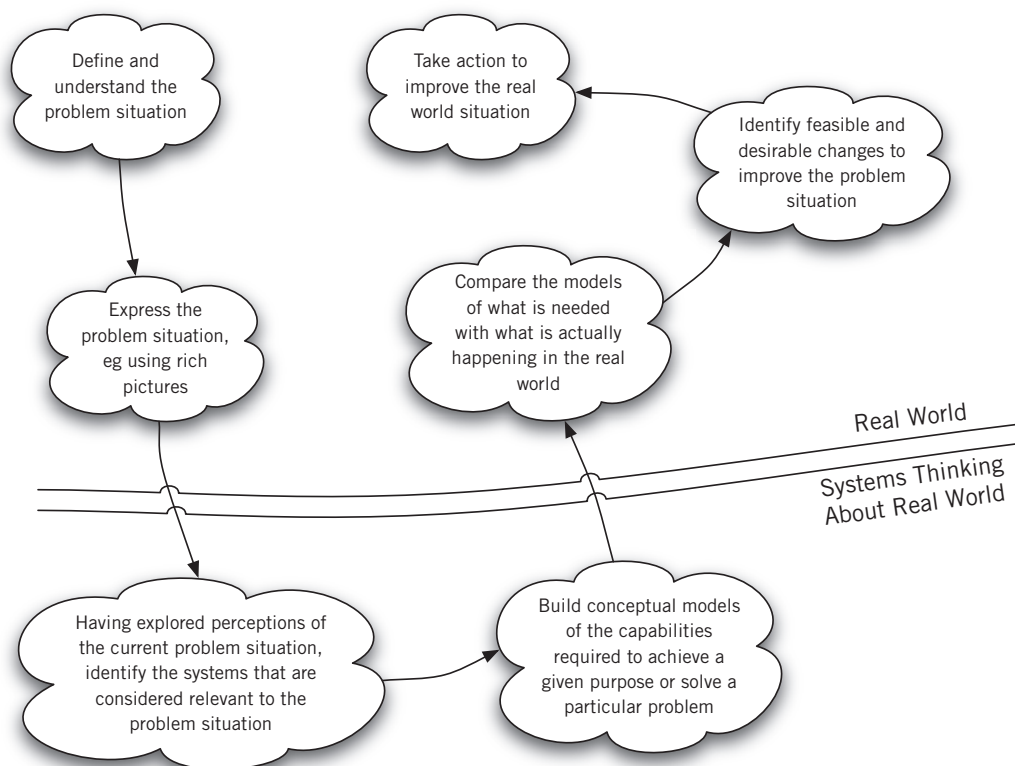 Define and
understand the
problem situation
Express the
problem situation,
eg using rich
pictures
Having explored perceptions of
the current problem situation,
identify the systems that are
considered relevant to the
problem situation
Build conceptual models
of the capabilities
required to achieve a
given purpose or solve a
particular problem
Compare the models
of what is needed
with what is actually
happening in the real
world
Identify feasible and
desirable changes to
improve the problem
situation
Take action to
improve the real
world situation
Real World
Systems Thinking
About Real World